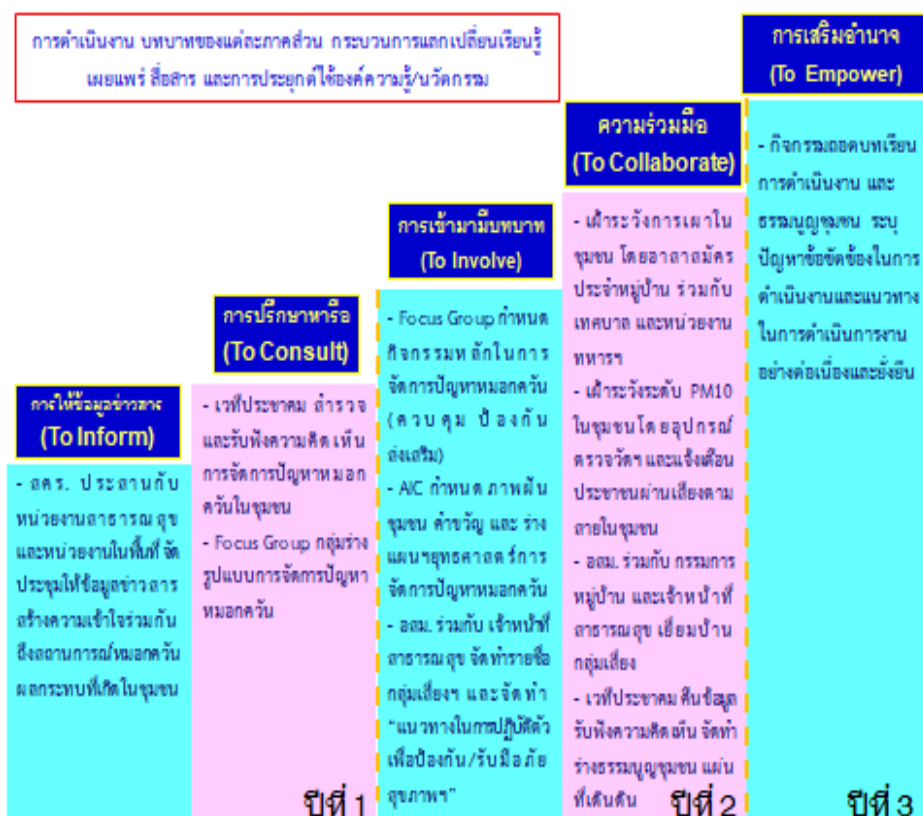 การดำเนินงาน บทบาทของแต่ละภาคส่วน กระบวนการแลกเปลี่ยนเรียนรู้
เผยแพร่ สื่อสาร และการประยุกต์ใช้องค์ความรู้/นวัตกรรม
การให้ข้อมูลข่าวสาร
(To Inform)
- สคร. ประสานกับ
หน่วยงานสาธารณสุข
และหน่วยงานในพื้นที่ จัด
ประชุมให้ข้อมูลข่าวสาร
สร้างความเข้าใจร่วมกัน
ถึงสถานการณ์หมอกควัน
ผลกระทบที่เกิดในชุมชน
การปรึกษาหารือ
(To Consult)
- เวทีประชาคม สำรวจ
และรับฟังความคิดเห็น
การจัดการปัญหาหมอก
ควันในชุมชน
- Focus Group กลุ่มร่าง
รูปแบบการจัดการปัญหา
หมอกควัน
ปีที่ 1
การเข้ามามีบทบาท
(To Involve)
- Focus Group กำหนด
กิจกรรมหลักในการ
จัดการปัญหาหมอกควัน
(ควบคุม ป้องกัน
ส่งเสริม)
- AIC กำหนด ภาพฝัน
ชุมชน คำขวัญ และ ร่าง
แผนฯยุทธศาสตร์การ
จัดการปัญหาหมอกควัน
- อสม. ร่วมกับ เจ้าหน้าที่
สาธารณสุข จัดทำรายชื่อ
กลุ่มเสี่ยงฯ และจัดทำ
“แนวทางในการปฏิบัติตัว
เพื่อป้องกัน/รับมือภัย
สุขภาพฯ”
ความร่วมมือ
(To Collaborate)
- เฝ้าระวังการเผาใน
ชุมชน โดยอาสาสมัคร
ประจำหมู่บ้าน ร่วมกับ
เทศบาล และหน่วยงาน
ทหารฯ
- เฝ้าระวังระดับ PM10
ในชุมชนโดยอุปกรณ์
ตรวจวัดฯ และแจ้งเตือน
ประชาชนผ่านเสียงตาม
สายในชุมชน
- อสม. ร่วมกับ กรรมการ
หมู่บ้าน และเจ้าหน้าที่
สาธารณสุข เยี่ยมบ้าน
กลุ่มเสี่ยง
- เวทีประชาคม คืนข้อมูล
รับฟังความคิดเห็น จัดทำ
ร่างธรรมนูญชุมชน แผ่น
ที่เดินดิน
ปีที่ 2
การเสริมอำนาจ
(To Empower)
- กิจกรรมถอดบทเรียน
การดำเนินงาน และ
ธรรมนูญชุมชน ระบุ
ปัญหาข้อขัดข้องในการ
ดำเนินงานและแนวทาง
ในการดำเนินการงาน
อย่างต่อเนื่องและยั่งยืน
ปีที่ 3